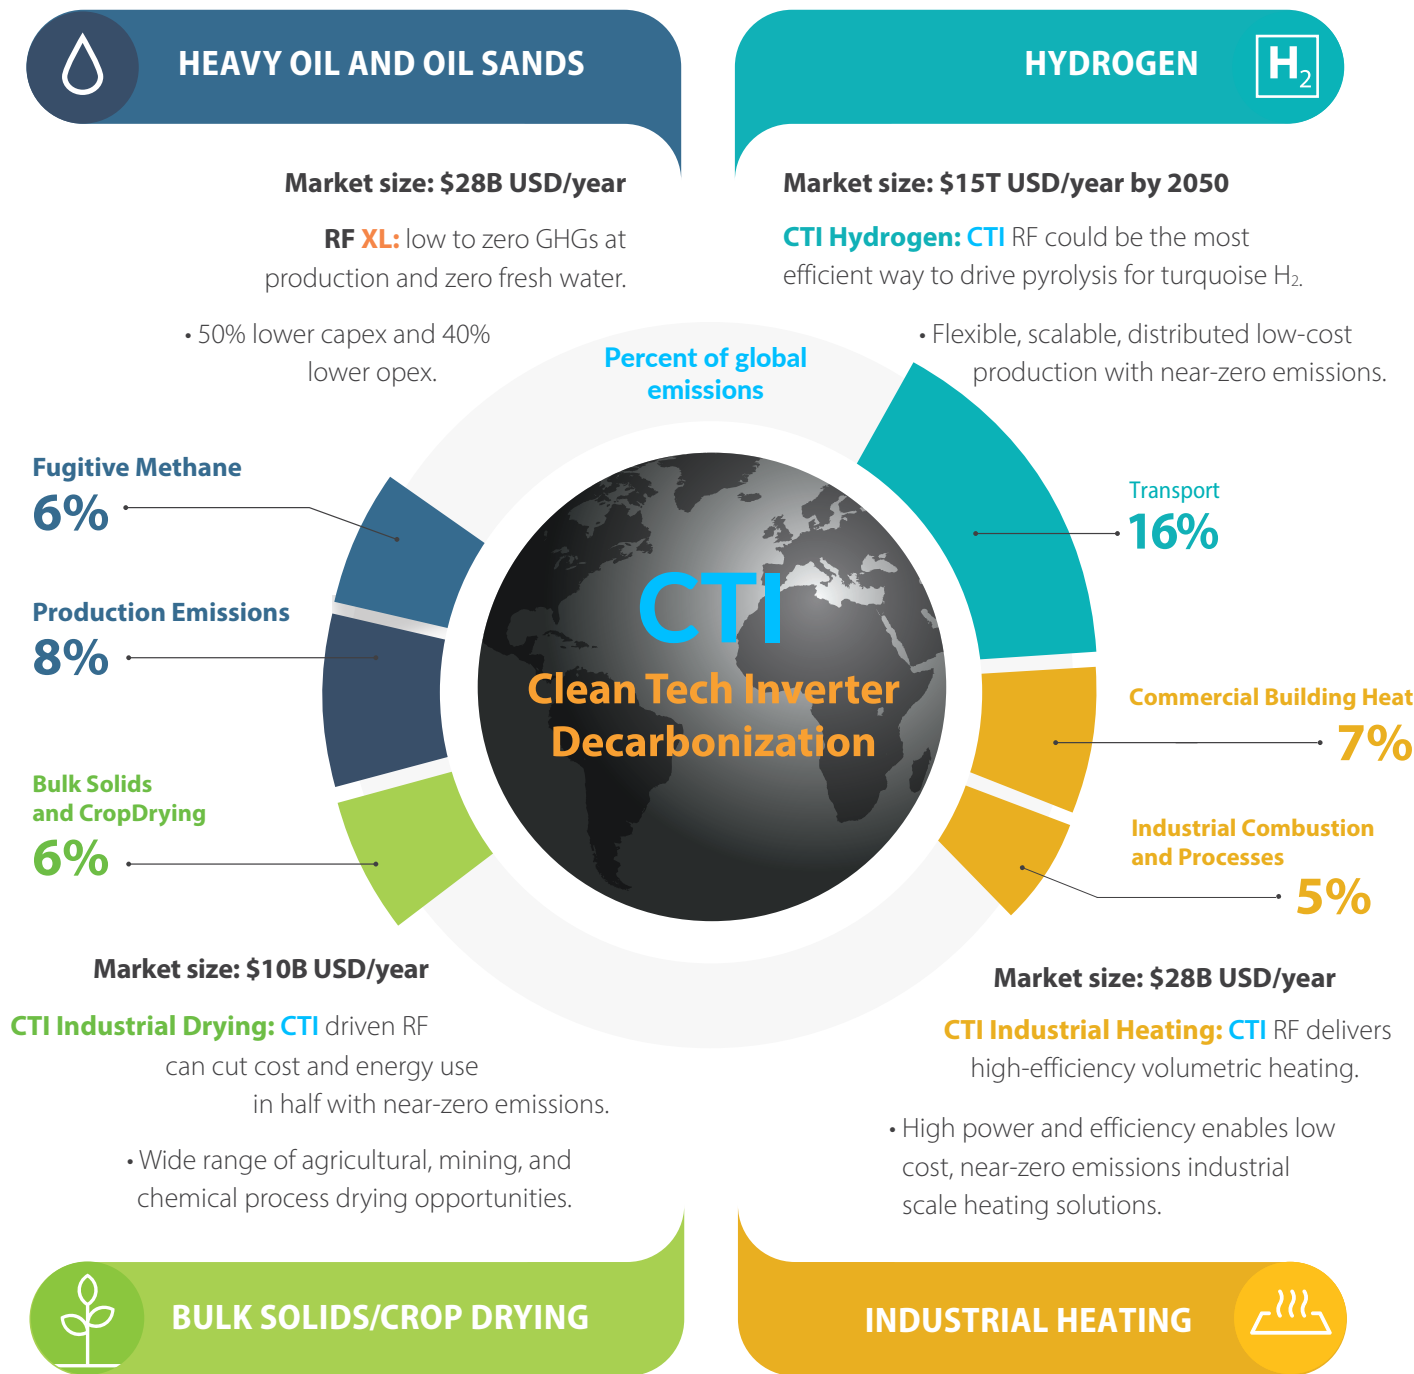 HEAVY OIL AND OIL SANDS
Market size: $28B USD/year
RF XL: low to zero GHGs at
production and zero fresh water.
• 50% lower capex and 40%
lower opex.
HYDROGEN
H2
Market size: $15T USD/year by 2050
CTI Hydrogen: CTI RF could be the most
efficient way to drive pyrolysis for turquoise H2.
• Flexible, scalable, distributed low-cost
production with near-zero emissions.
Percent of global
emissions
Fugitive Methane
6%
Production Emissions
8%
Bulk Solids
and CropDrying
6%
CTI
Clean Tech Inverter
Decarbonization
Transport
16%
Commercial Building Heat
7%
Industrial Combustion
and Processes
5%
Market size: $10B USD/year
CTI Industrial Drying: CTI driven RF
can cut cost and energy use
in half with near-zero emissions.
• Wide range of agricultural, mining, and
chemical process drying opportunities.
BULK SOLIDS/CROP DRYING
Market size: $28B USD/year
CTI Industrial Heating: CTI RF delivers
high-efficiency volumetric heating.
• High power and efficiency enables low
cost, near-zero emissions industrial
scale heating solutions.
INDUSTRIAL HEATING